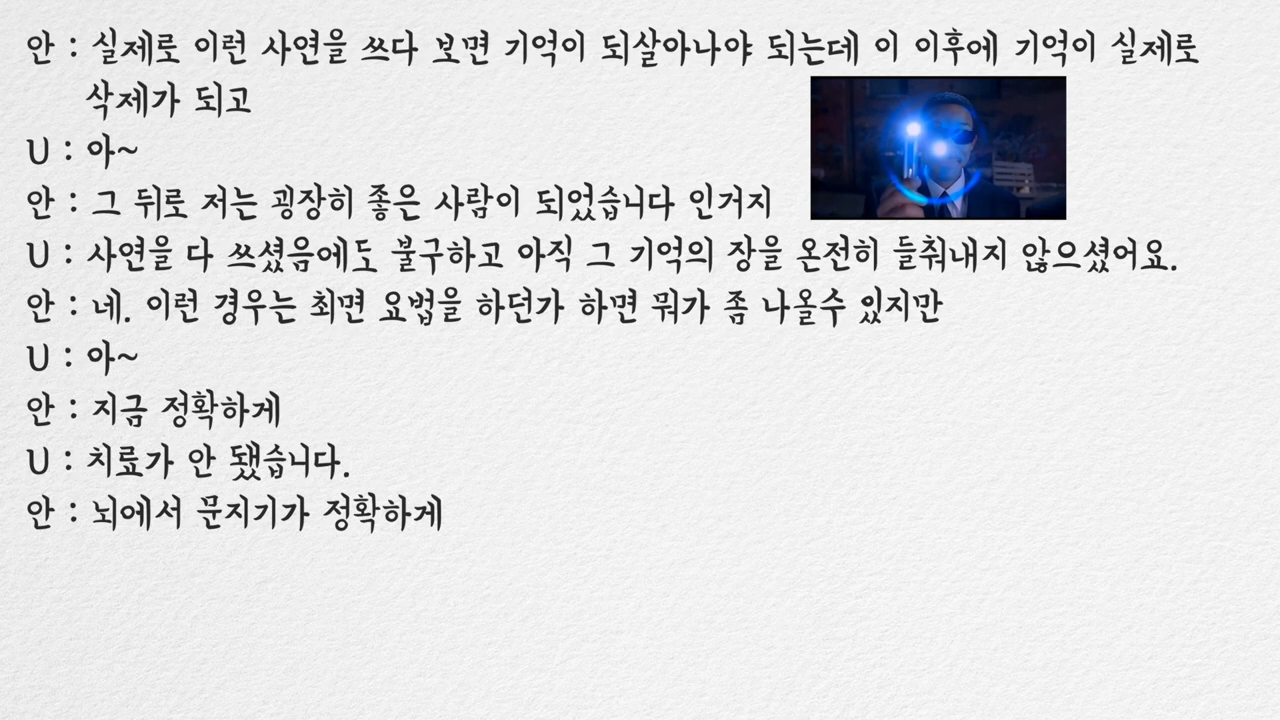 안 : 실제로 이런 사연을 쓰다 보면 기억이 되살아나야 되는데 이 이후에 기억이 실제로
삭제가 되고
U : 아~
안 : 그 뒤로 저는 굉장히 좋은 사람이 되었습니다 인거지
U : 사연을 다 쓰셨음에도 불구하고 아직 그 기억의 장을 온전히 들춰내지 않으셨어요.
안 : 네. 이런 경우는 최면 요법을 하던가 하면 뭐가 좀 나올수 있지만
U : 아~
안 : 지금 정확하게
U : 치료가 안 됐습니다.
안 : 뇌에서 문지기가 정확하게